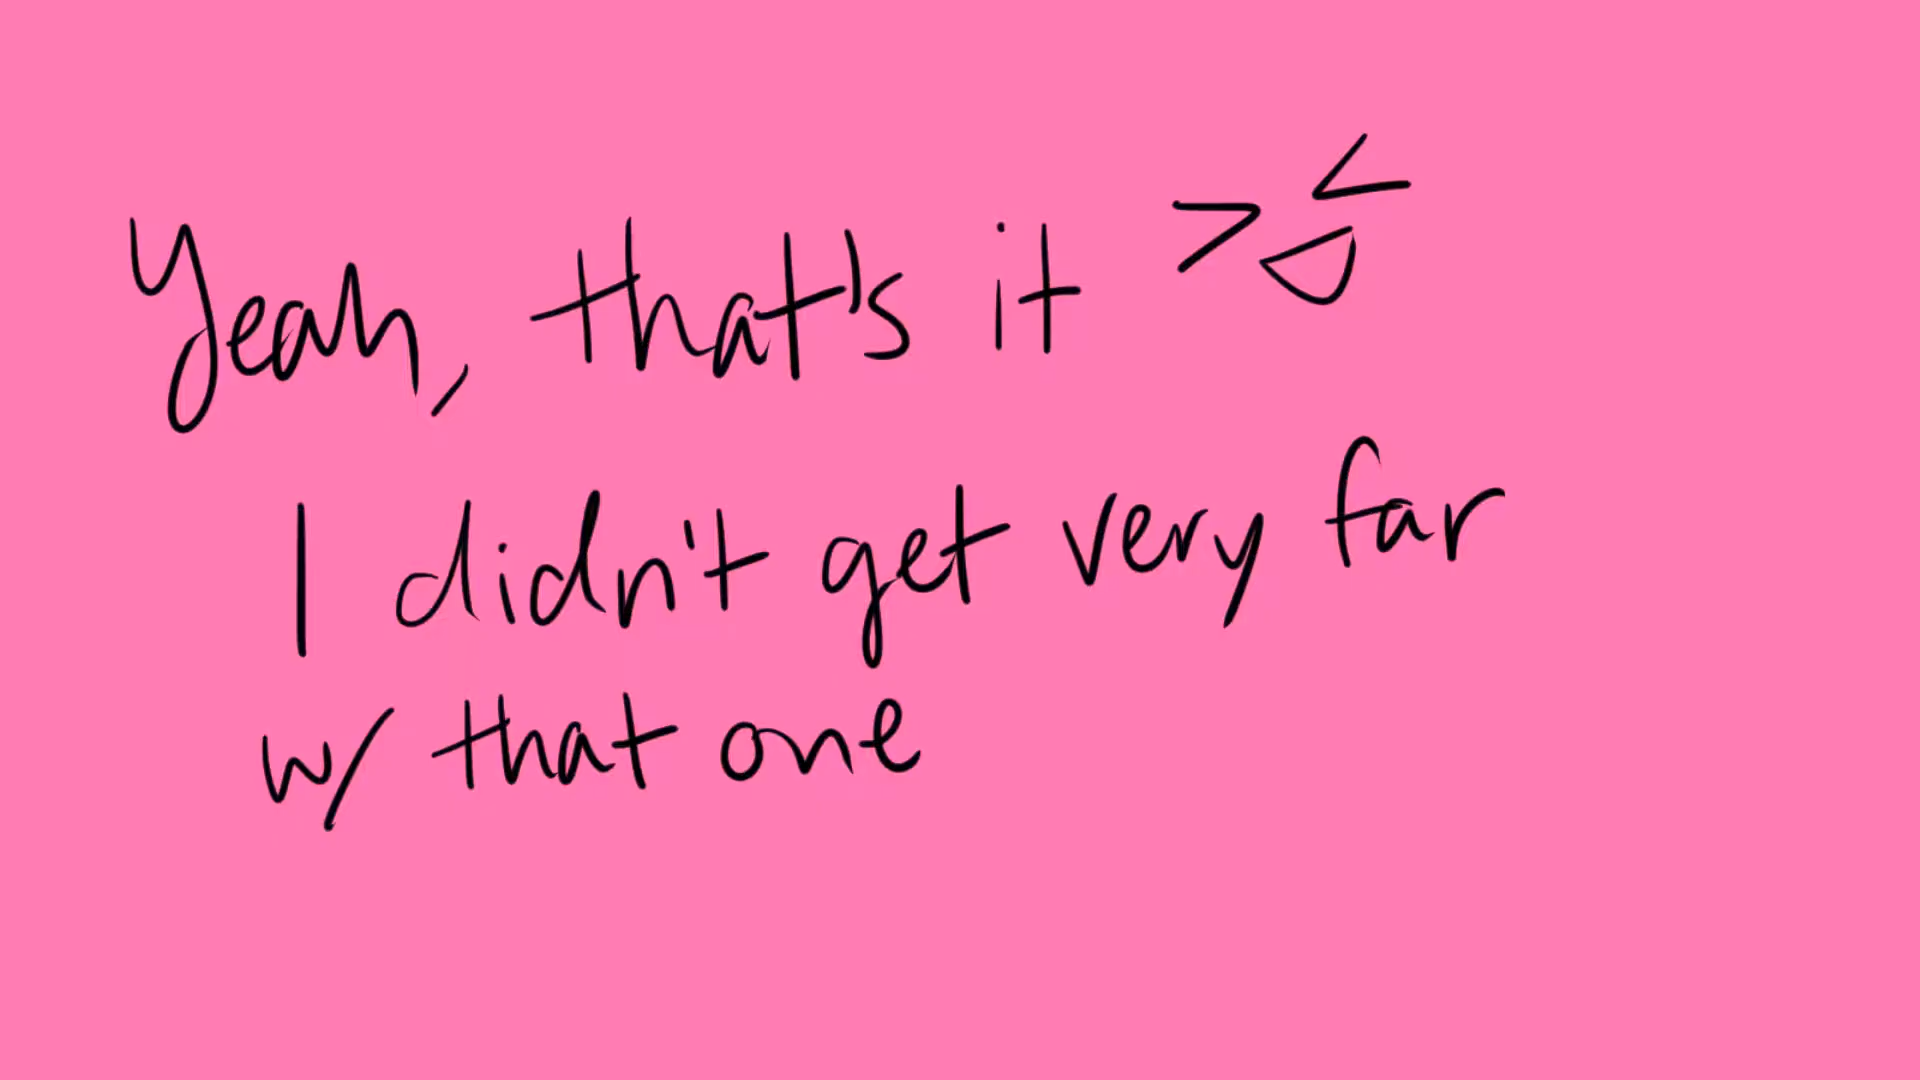 Yeah, that's it >▽<
I didn't get very far
w/ that one